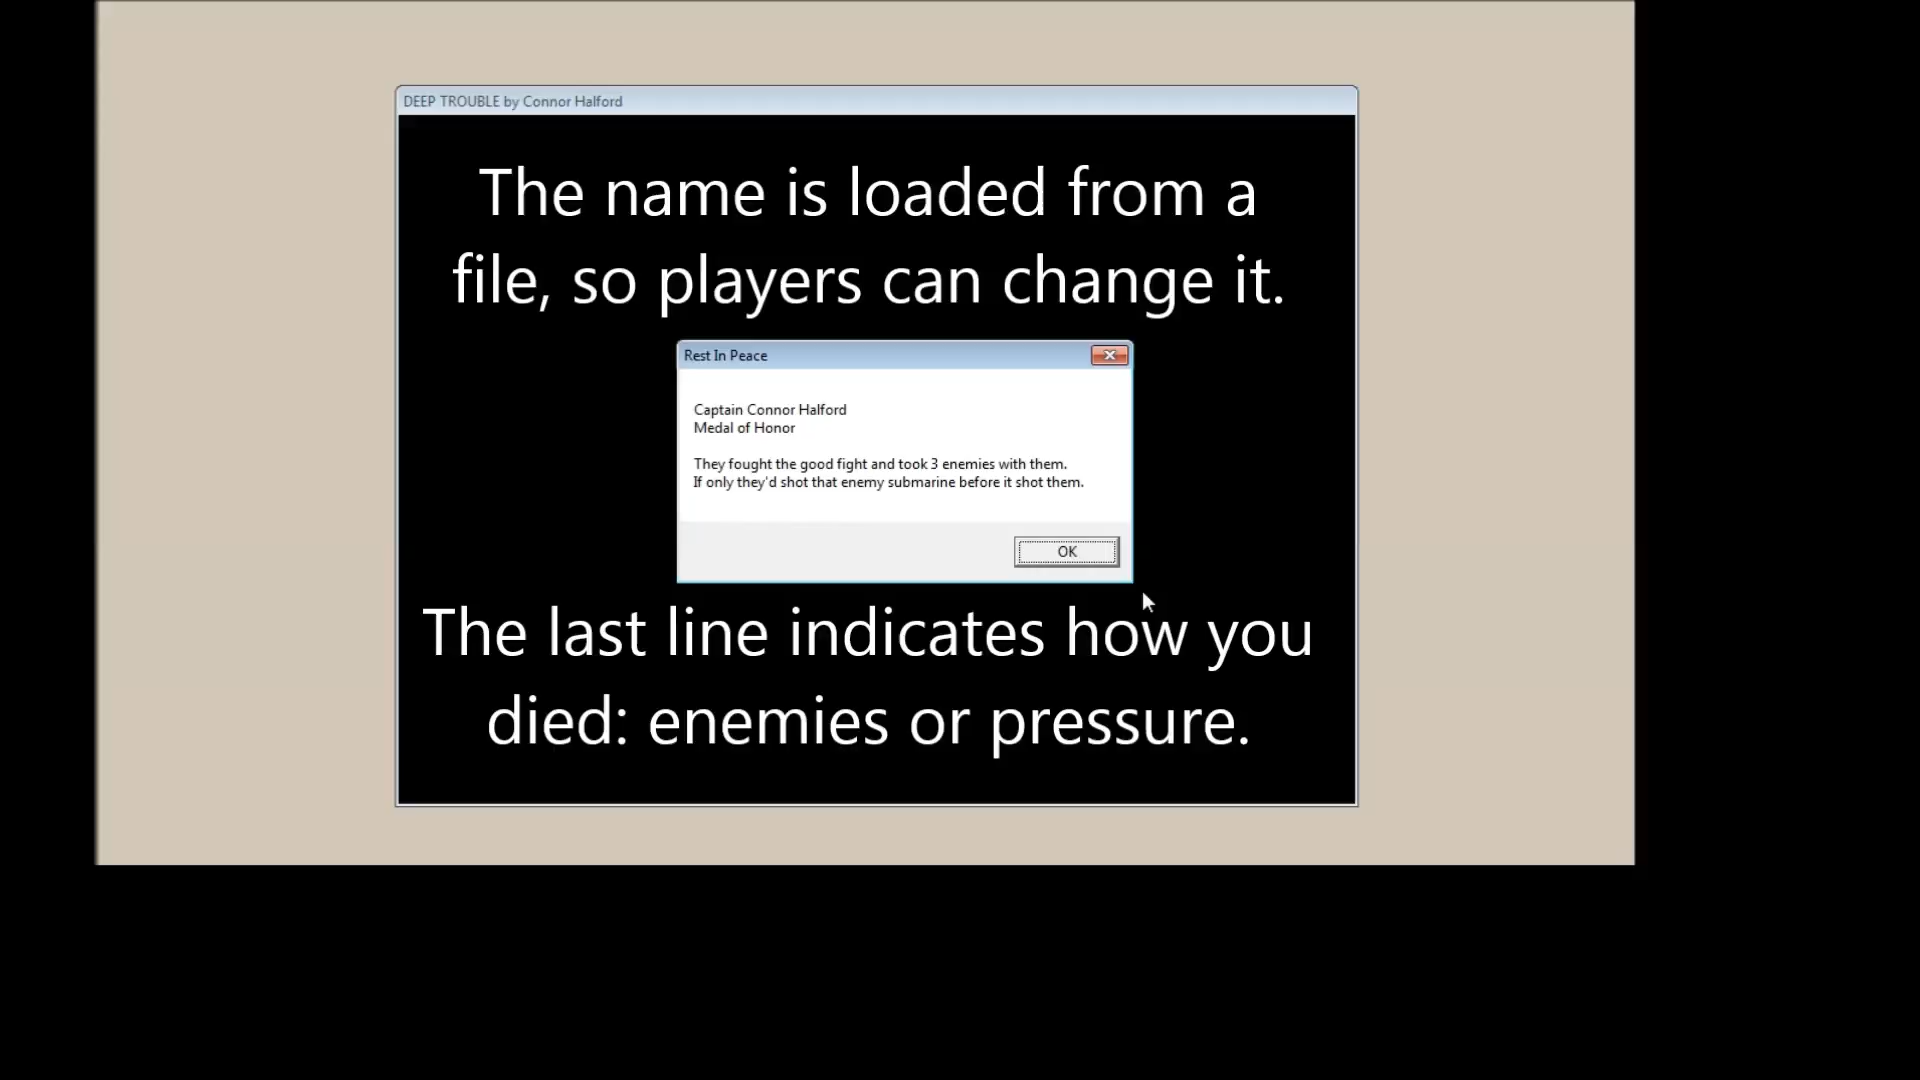 DEEP TROUBLE by Connor Halford
The name is loaded from a
file, so players can change it.
Rest In Peace
Captain Connor Halford
Medal of Honor
They fought the good fight and took 3 enemies with them.
If only they'd shot that enemy submarine before it shot them.
OK
The last line indicates how you
died: enemies or pressure.